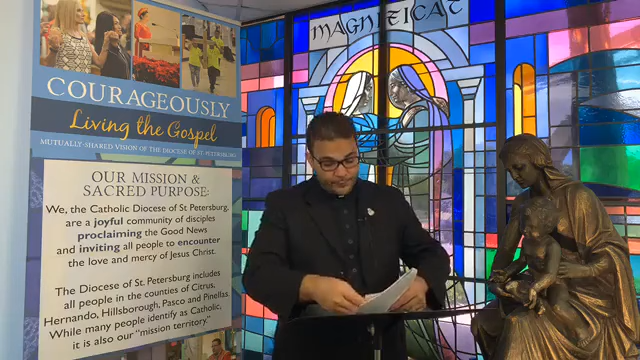 MAGNIFICAT
COURAGEOUSLY
Living the Gospel
MUTUALLY-SHARED VISION OF THE DIOCESE OF ST. PETERSBURG
OUR MISSION &
SACRED PURPOSE:
We, the Catholic Diocese of St Petersburg,
are a joyful community of disciples
proclaiming the Good News
and inviting all people to encounter
the love and mercy of Jesus Christ.
The Diocese of St. Petersburg includes
all people in the counties of Citrus,
Hernando, Hillsborough, Pasco and Pinellas.
While many people identify as Catholic,
it is also our "mission territory."